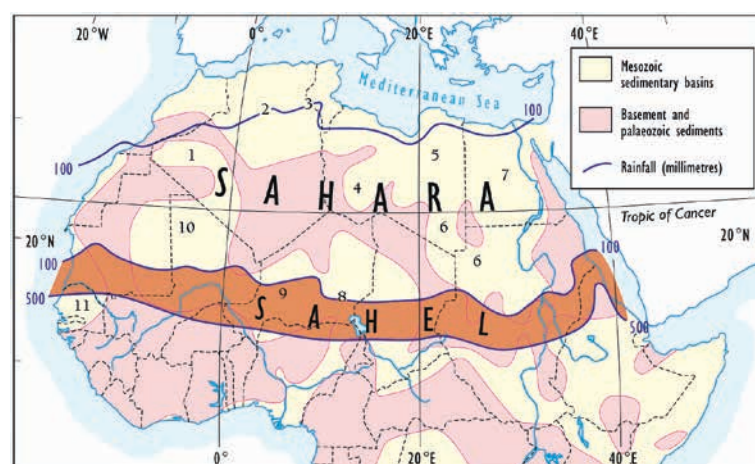 20°W 0° 20°E 40°E
Mediterranean Sea
Mesozoic
sedimentary basins
Basement and
palaeozoic sediments
Rainfall (millimetres)
100
2
3
100
1
5
7
4
SAHARA
Tropic of Cancer
20°N
10
6
20°N
6
100
100
500
9
8
11
SAHEL
500
0° 20°E 40°E